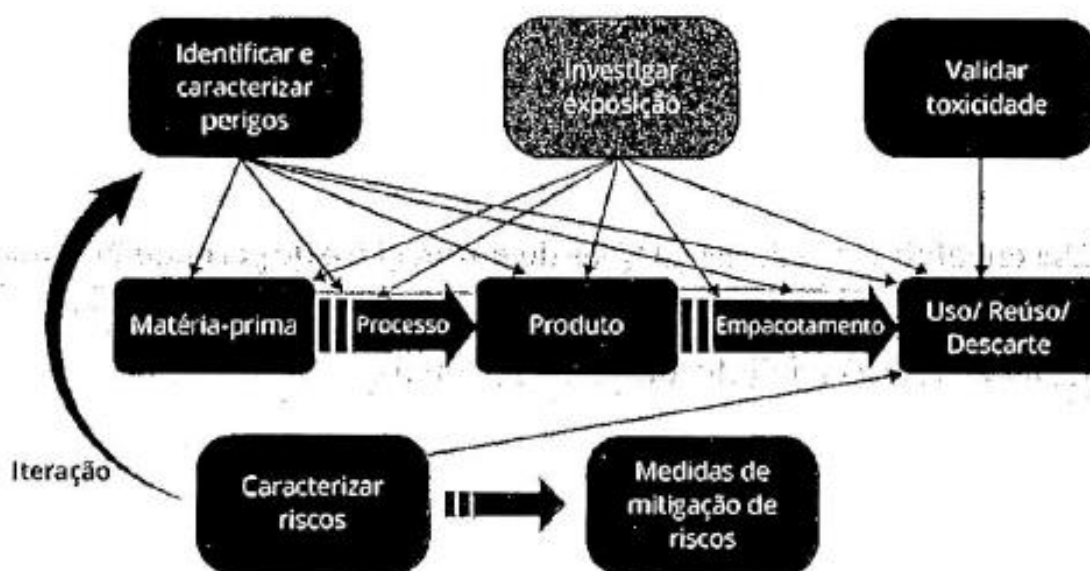 Identificar e
caracterizar
perigos
Investigar
exposição
Validar
toxicidade
Matéria-prima
Processo
Produto
Empacotamento
Uso/ Reúso/
Descarte
Iteração
Caracterizar
riscos
Medidas de
mitigação de
riscos